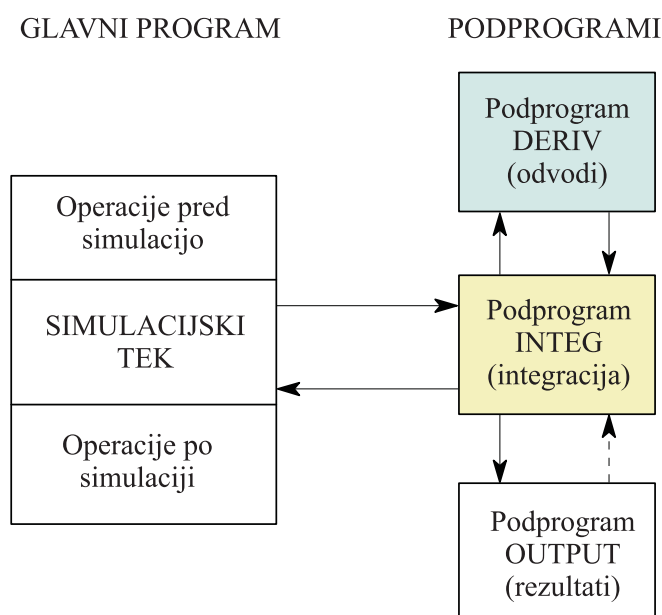 GLAVNI PROGRAM
PODPROGRAMI
Operacije pred
simulacijo
SIMULACIJSKI
TEK
Operacije po
simulaciji
Podprogram
DERIV
(odvodi)
Podprogram
INTEG
(integracija)
Podprogram
OUTPUT
(rezultati)